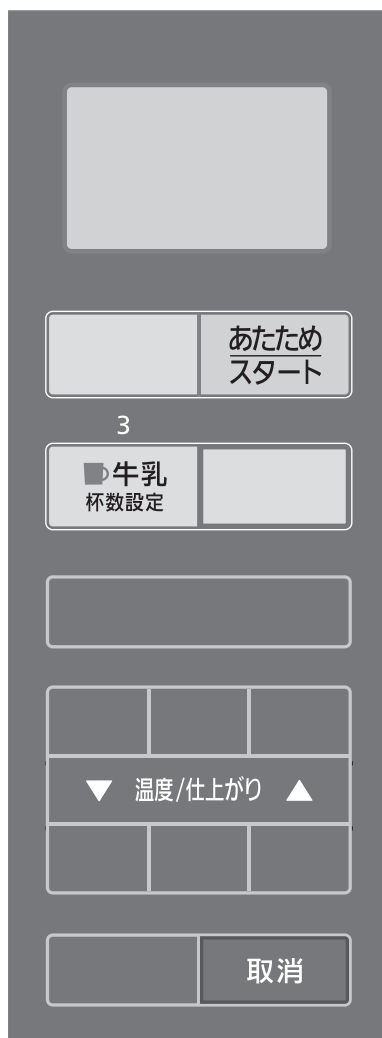 あたため
スタート
3
牛乳
杯数設定
▼ 温度/仕上がり ▲
取消